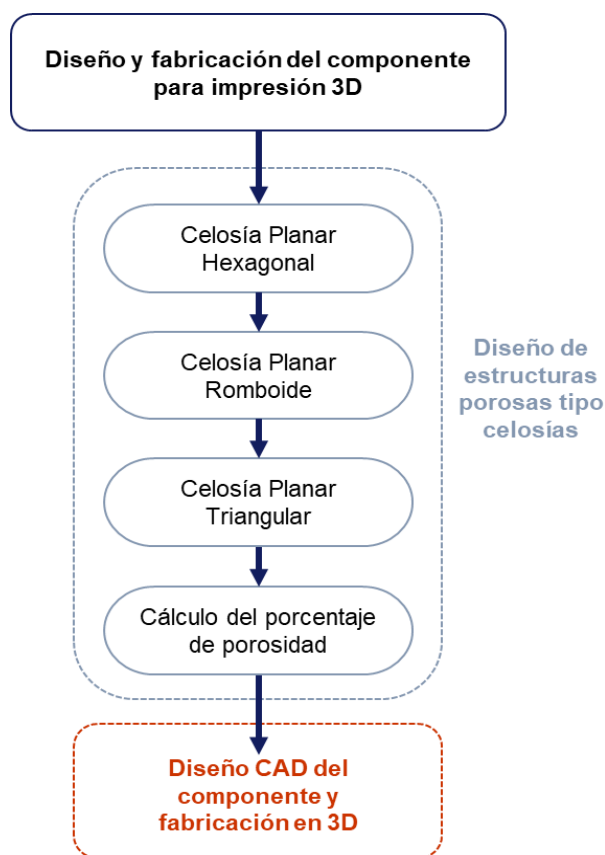 Diseño y fabricación del componente
para impresión 3D
Celosía Planar
Hexagonal
Celosía Planar
Romboide
Diseño de
estructuras
porosas tipo
celosías
Celosía Planar
Triangular
Cálculo del porcentaje
de porosidad
Diseño CAD del
componente y
fabricación en 3D